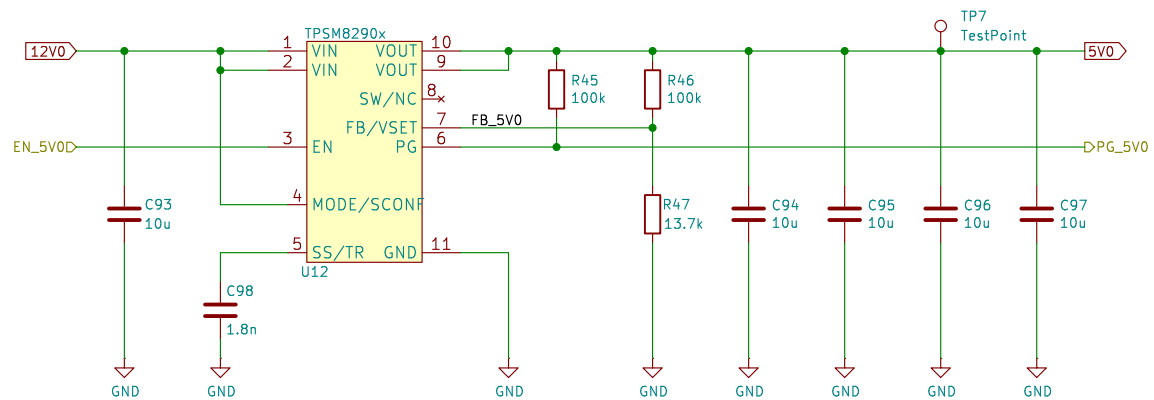 TP7
TestPoint
TPSM8290x
12V0
1 VIN VOUT 10
5V0
2 VIN VOUT 9
R45
100k
R46
100k
SW/NC 8
FB/VSET 7 FB_5V0
EN_5V0 3 EN PG 6 PG_5V0
4 MODE/SCONF
C93
10u
R47
13.7k
C94
10u
C95
10u
C96
10u
C97
10u
5 SS/TR GND 11
U12
C98
1.8n
GND GND GND GND GND GND GND GND